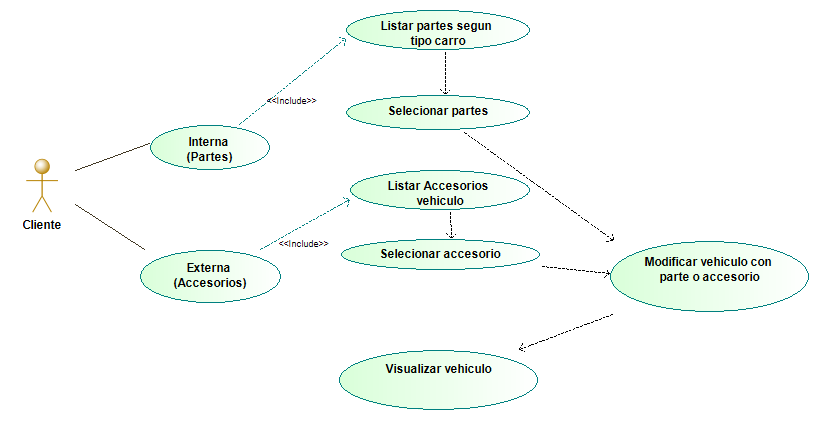 Listar partes segun
tipo carro
<<Include>>
Selecionar partes
Interna
(Partes)
Cliente
Listar Accesorios
vehiculo
<<Include>>
Selecionar accesorio
Externa
(Accesorios)
Modificar vehiculo con
parte o accesorio
Visualizar vehiculo